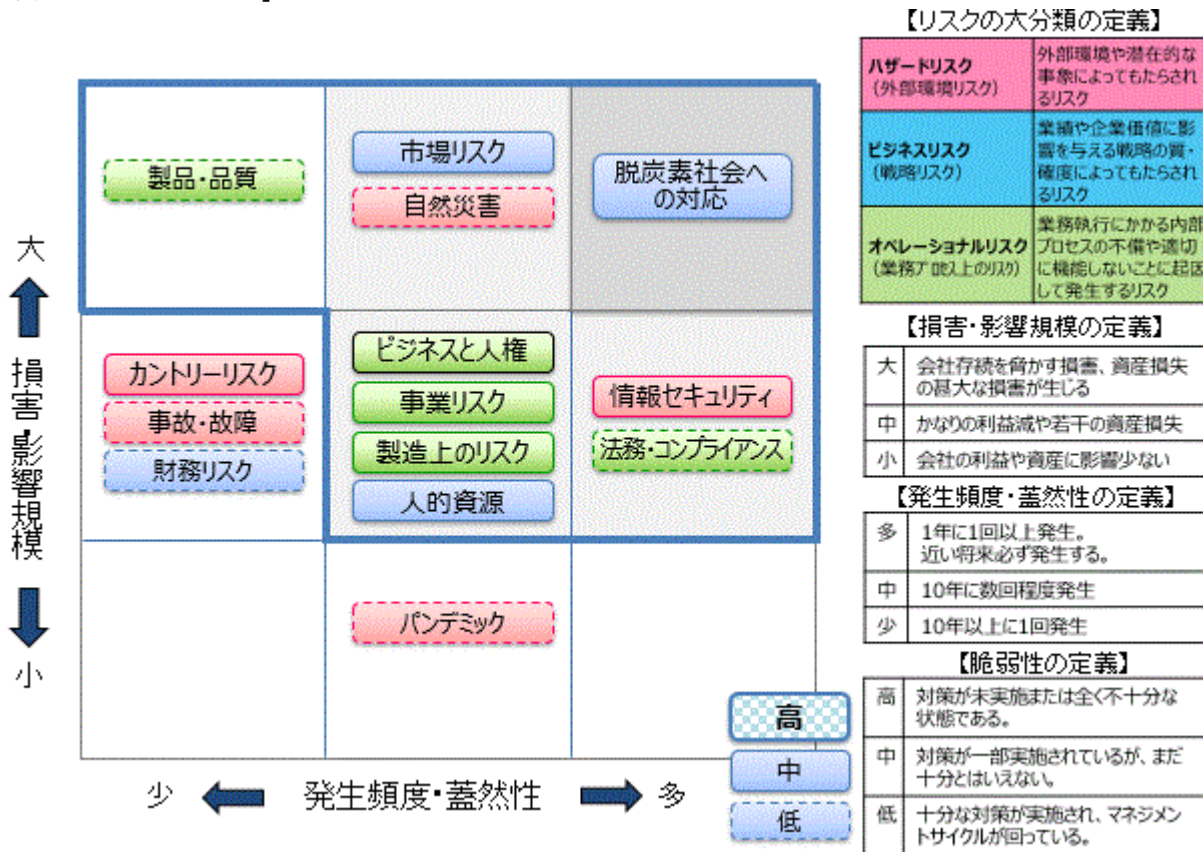 【リスクの大分類の定義】
ハザードリスク
(外部環境リスク)
外部環境や潜在的な
事象によってもたらされ
るリスク
ビジネスリスク
(戦略リスク)
業績や企業価値に影
響を与える戦略の質・
確度によってもたらされ
るリスク
オペレーショナルリスク
(業務プロセス上のリスク)
業務執行にかかる内部
プロセスの不備や適切
に機能しないことに起因
して発生するリスク
製品・品質
市場リスク
自然災害
脱炭素社会へ
の対応
カントリーリスク
事故・故障
財務リスク
ビジネスと人権
事業リスク
製造上のリスク
人的資源
情報セキュリティ
法務・コンプライアンス
パンデミック
大
損害・影響規模
小
少
発生頻度・蓋然性
多
高
中
低
【損害・影響規模の定義】
大
会社存続を脅かす損害、資産損失
の甚大な損害が生じる
中
かなりの利益減や若干の資産損失
小
会社の利益や資産に影響少ない
【発生頻度・蓋然性の定義】
多
1年に1回以上発生。
近い将来必ず発生する。
中
10年に数回程度発生
少
10年以上に1回発生
【脆弱性の定義】
高
対策が未実施または全く不十分な
状態である。
中
対策が一部実施されているが、まだ
十分とはいえない。
低
十分な対策が実施され、マネジメン
トサイクルが回っている。